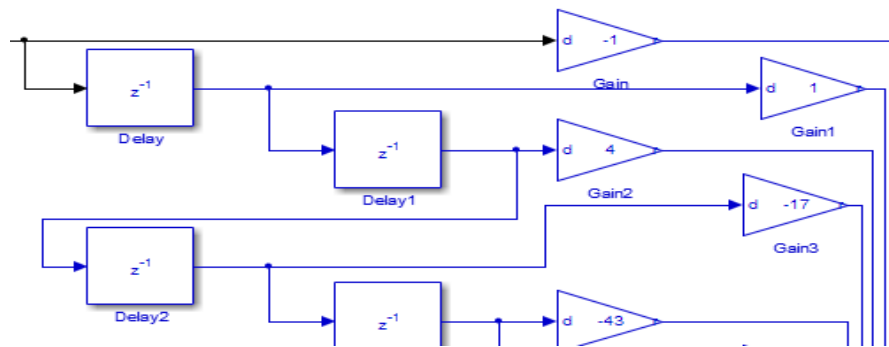 d -1
Gain
z-1
Delay
d 1
Gain1
z-1
Delay1
d 4
Gain2
d -17
Gain3
z-1
Delay2
z-1
d -43